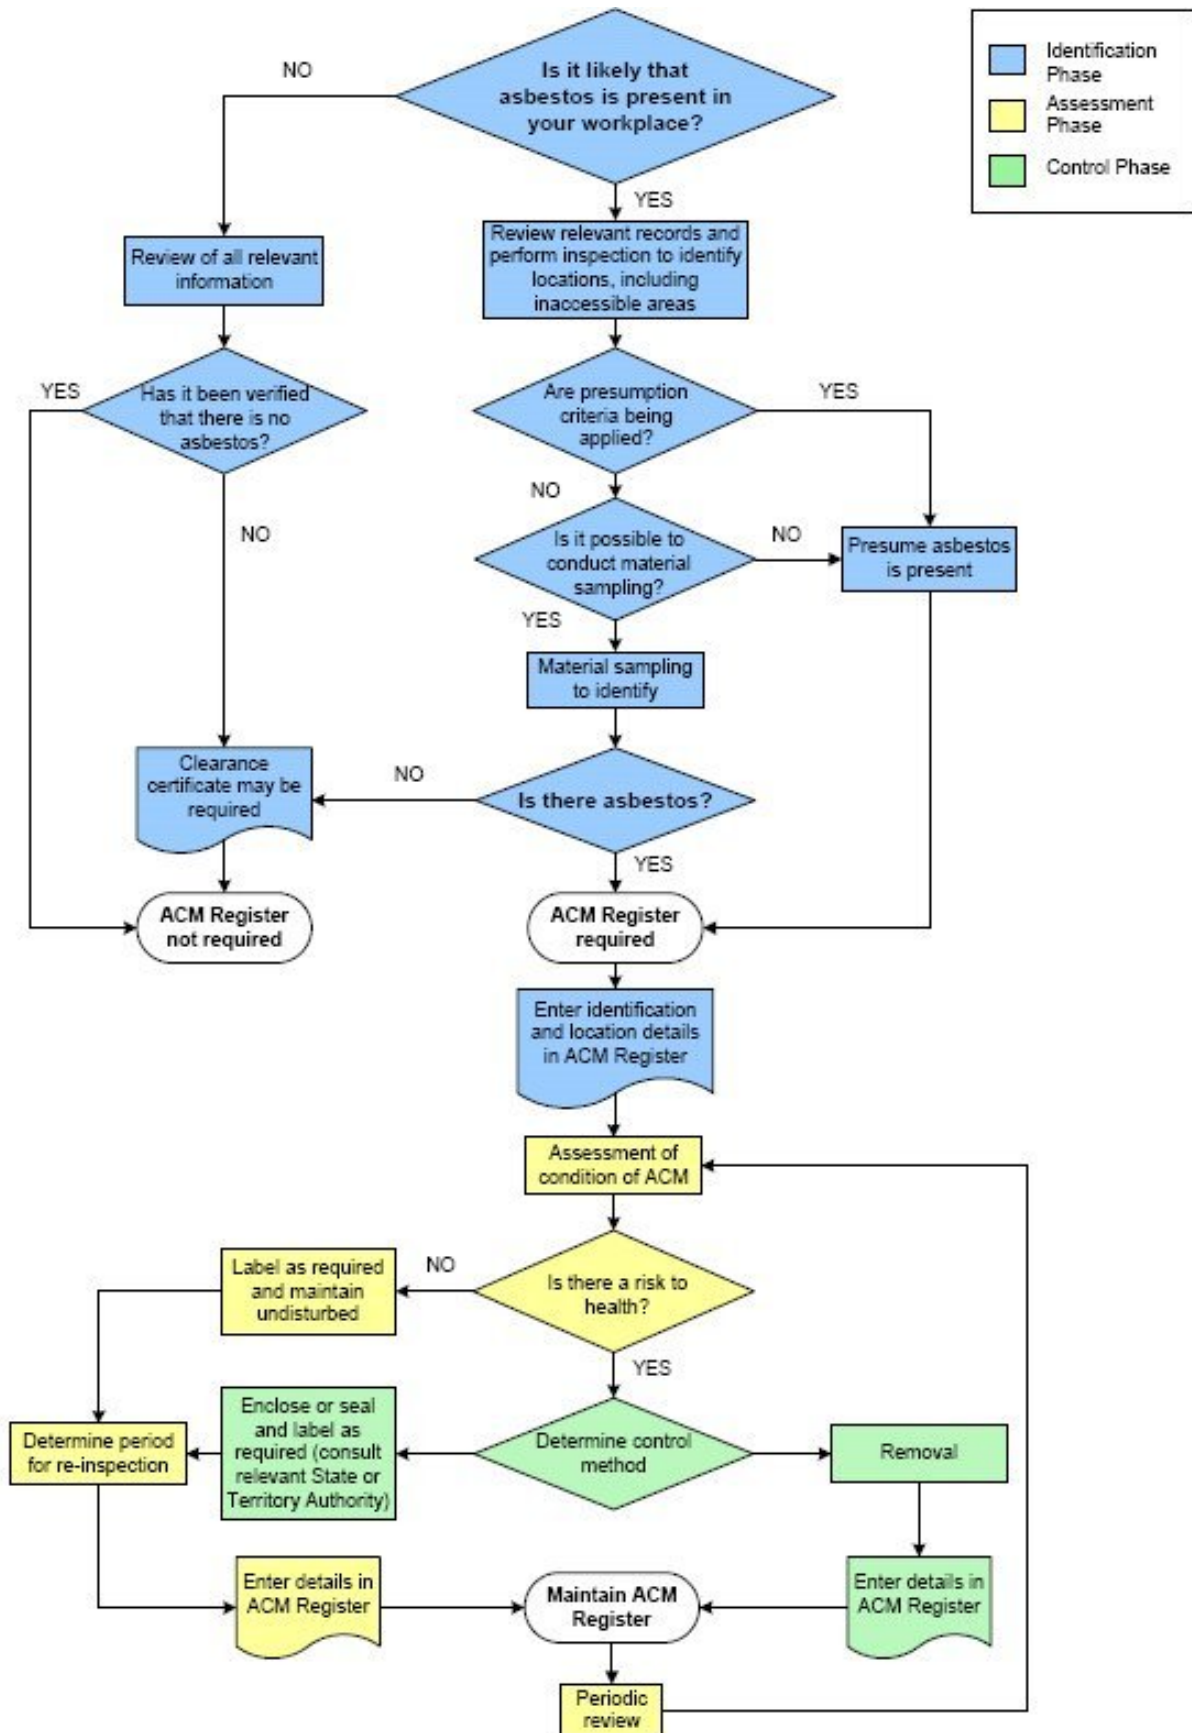 NO
Is it likely that
asbestos is present in
your workplace?
YES
Identification
Phase
Assessment
Phase
Control Phase
Review of all relevant
information
Review relevant records and
perform inspection to identify
locations, including
inaccessible areas
YES
Has it been verified
that there is no
asbestos?
NO
Are presumption
criteria being
applied?
YES
NO
Is it possible to
conduct material
sampling?
NO
Presume asbestos
is present
YES
Material sampling
to identify
Clearance
certificate may be
required
NO
Is there asbestos?
YES
ACM Register
not required
ACM Register
required
Enter identification
and location details
in ACM Register
Assessment of
condition of ACM
Label as required
and maintain
undisturbed
NO
Is there a risk to
health?
YES
Determine period
for re-inspection
Enclose or seal
and label as
required (consult
relevant State or
Territory Authority)
Determine control
method
Removal
Enter details in
ACM Register
Maintain ACM
Register
Enter details in
ACM Register
Periodic
review